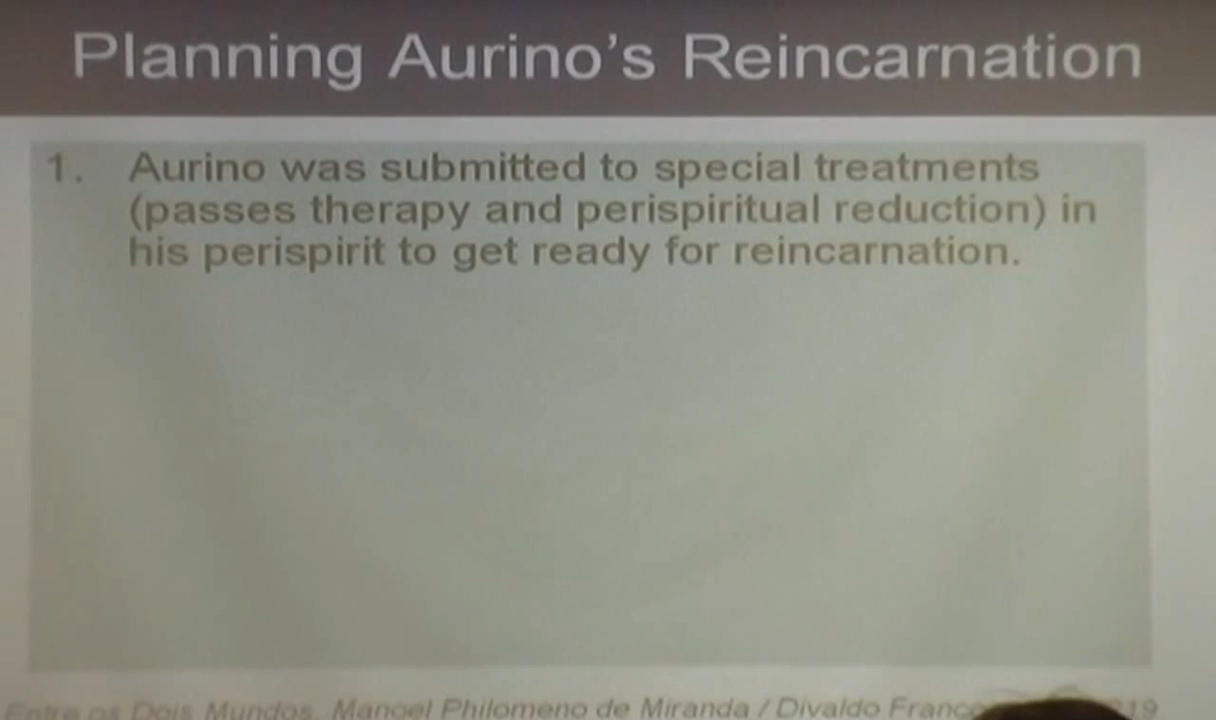 Planning Aurino's Reincarnation
1. Aurino was submitted to special treatments
(passes therapy and perispiritual reduction) in
his perispirit to get ready for reincarnation.
Entre os Dois Mundos, Manoel Philomeno de Miranda / Divaldo